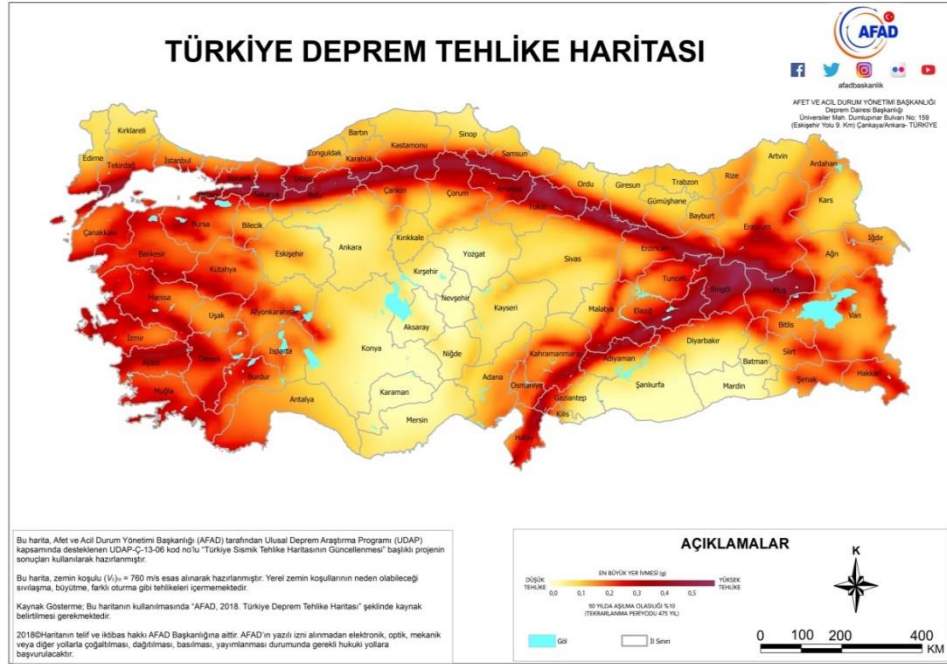 TÜRKİYE DEPREM TEHLİKE HARİTASI
AFAD
afadbaskanlik
AFET VE ACİL DURUM YÖNETİMİ BAŞKANLIĞI
Deprem Dairesi Başkanlığı
Üniversiler Mah. Dumlupınar Bulvarı No: 159
(Eskişehir Yolu 9. Km) Çankaya/Ankara- TÜRKİYE
Kırklareli
Edirne
Tekirdağ
İstanbul
Zonguldak
Bartın
Karabük
Kastamonu
Sinop
Samsun
Ordu
Giresun
Trabzon
Rize
Artvin
Ardahan
Kars
Gümüşhane
Bayburt
Iğdır
Ağrı
Çankırı
Çorum
Çanakkale
Balıkesir
Bursa
Bilecik
Eskişehir
Ankara
Kırıkkale
Yozgat
Sivas
Erzincan
Erzurum
Tunceli
Bingöl
Muş
Kütahya
Kırşehir
Nevşehir
Kayseri
Malatya
Elazığ
Bitlis
Van
Manisa
Uşak
Afyonkarahisar
Aksaray
Konya
Niğde
Kahramanmaraş
Adıyaman
Diyarbakır
Batman
Siirt
Hakkari
Şırnak
Mardin
Şanlıurfa
İzmir
Aydın
Denizli
Isparta
Burdur
Muğla
Antalya
Karaman
Mersin
Adana
Osmaniye
Gaziantep
Kilis
Hatay
Bu harita, Afet ve Acil Durum Yönetimi Başkanlığı (AFAD) tarafından Ulusal Deprem Araştırma Programı (UDAP)
kapsamında desteklenen UDAP-Ç-13-06 kod no'lu "Türkiye Sismik Tehlike Haritasının Güncellenmesi" başlıklı projenin
sonuçları kullanılarak hazırlanmıştır.
Bu harita, zemin koşulu (Vs)30 = 760 m/s esas alınarak hazırlanmıştır. Yerel zemin koşullarının neden olabileceği
sıvılaşma, büyütme, farklı oturma gibi tehlikeleri içermemektedir.
Kaynak Gösterme; Bu haritanın kullanılmasında "AFAD, 2018. Türkiye Deprem Tehlike Haritası" şeklinde kaynak
belirtilmesi gerekmektedir.
2018©Haritanın telif ve iktibas hakkı AFAD Başkanlığına aittir. AFAD'ın yazılı izni alınmadan elektronik, optik, mekanik
veya diğer yollarla çoğaltılması, dağıtılması, basılması, yayımlanması durumunda gerekli hukuki yollara
başvurulacaktır.
AÇIKLAMALAR
EN BÜYÜK YER İVMESİ (g)
DÜŞÜK TEHLİKE
YÜKSEK TEHLİKE
0,0 0,1 0,2 0,3 0,4 0,5
50 YILDA AŞILMA OLASILIĞI %10
(TEKRARLANMA PERİYODU 475 YIL)
Göl
İl Sınırı
K
0 100 200 400
KM